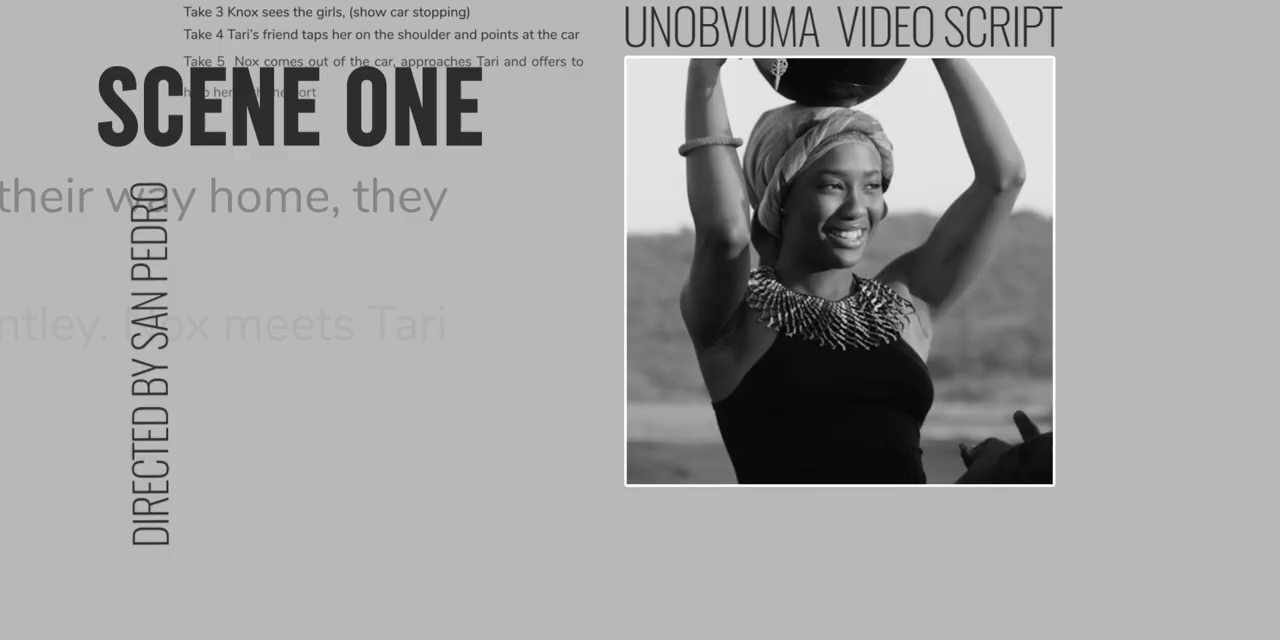 Take 3 Knox sees the girls, (show car stopping)
Take 4 Tari's friend taps her on the shoulder and points at the car
Take 5 Nox comes out of the car, approaches Tari and offers to
SCENE ONE
their way home, they
ntley. Nox meets Tari
DIRECTED BY SAN PEDRO
UNOBVUMA VIDEO SCRIPT